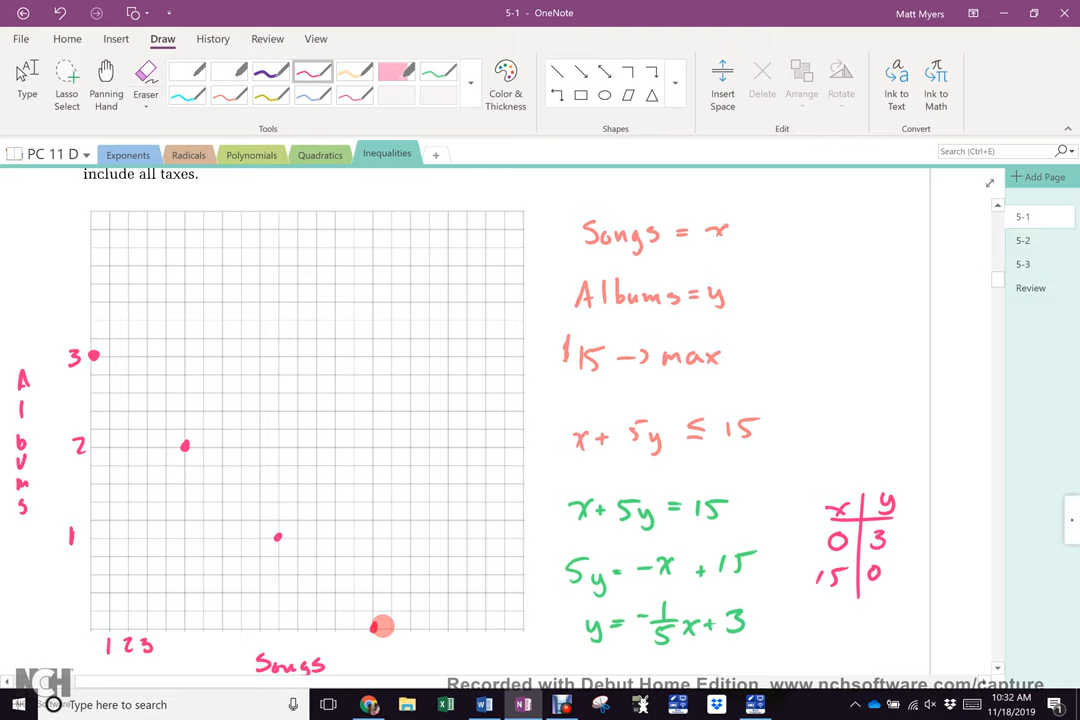 5-1 - OneNote
Matt Myers
File Home Insert Draw History Review View
Type
Lasso Select
Panning Hand
Eraser
Color & Thickness
Insert Space
Delete
Arrange
Rotate
Ink to Text
Ink to Math
Tools
Shapes
Edit
Convert
PC 11 D
Exponents Radicals Polynomials Quadratics Inequalities +
Search (Ctrl+E)
include all taxes.
Add Page
5-1
5-2
5-3
Review
Songs = x
Albums = y
$15 -> max
x + 5y ≤ 15
x + 5y = 15
5y = -x + 15
y = -1/5 x + 3
x y
0 3
15 0
3
2
1
Albums
1 2 3
Songs
NCH
NCH Software
Recorded with Debut Home Edition. www.nchsoftware.com/capture
Type here to search
10:32 AM
11/18/2019
1